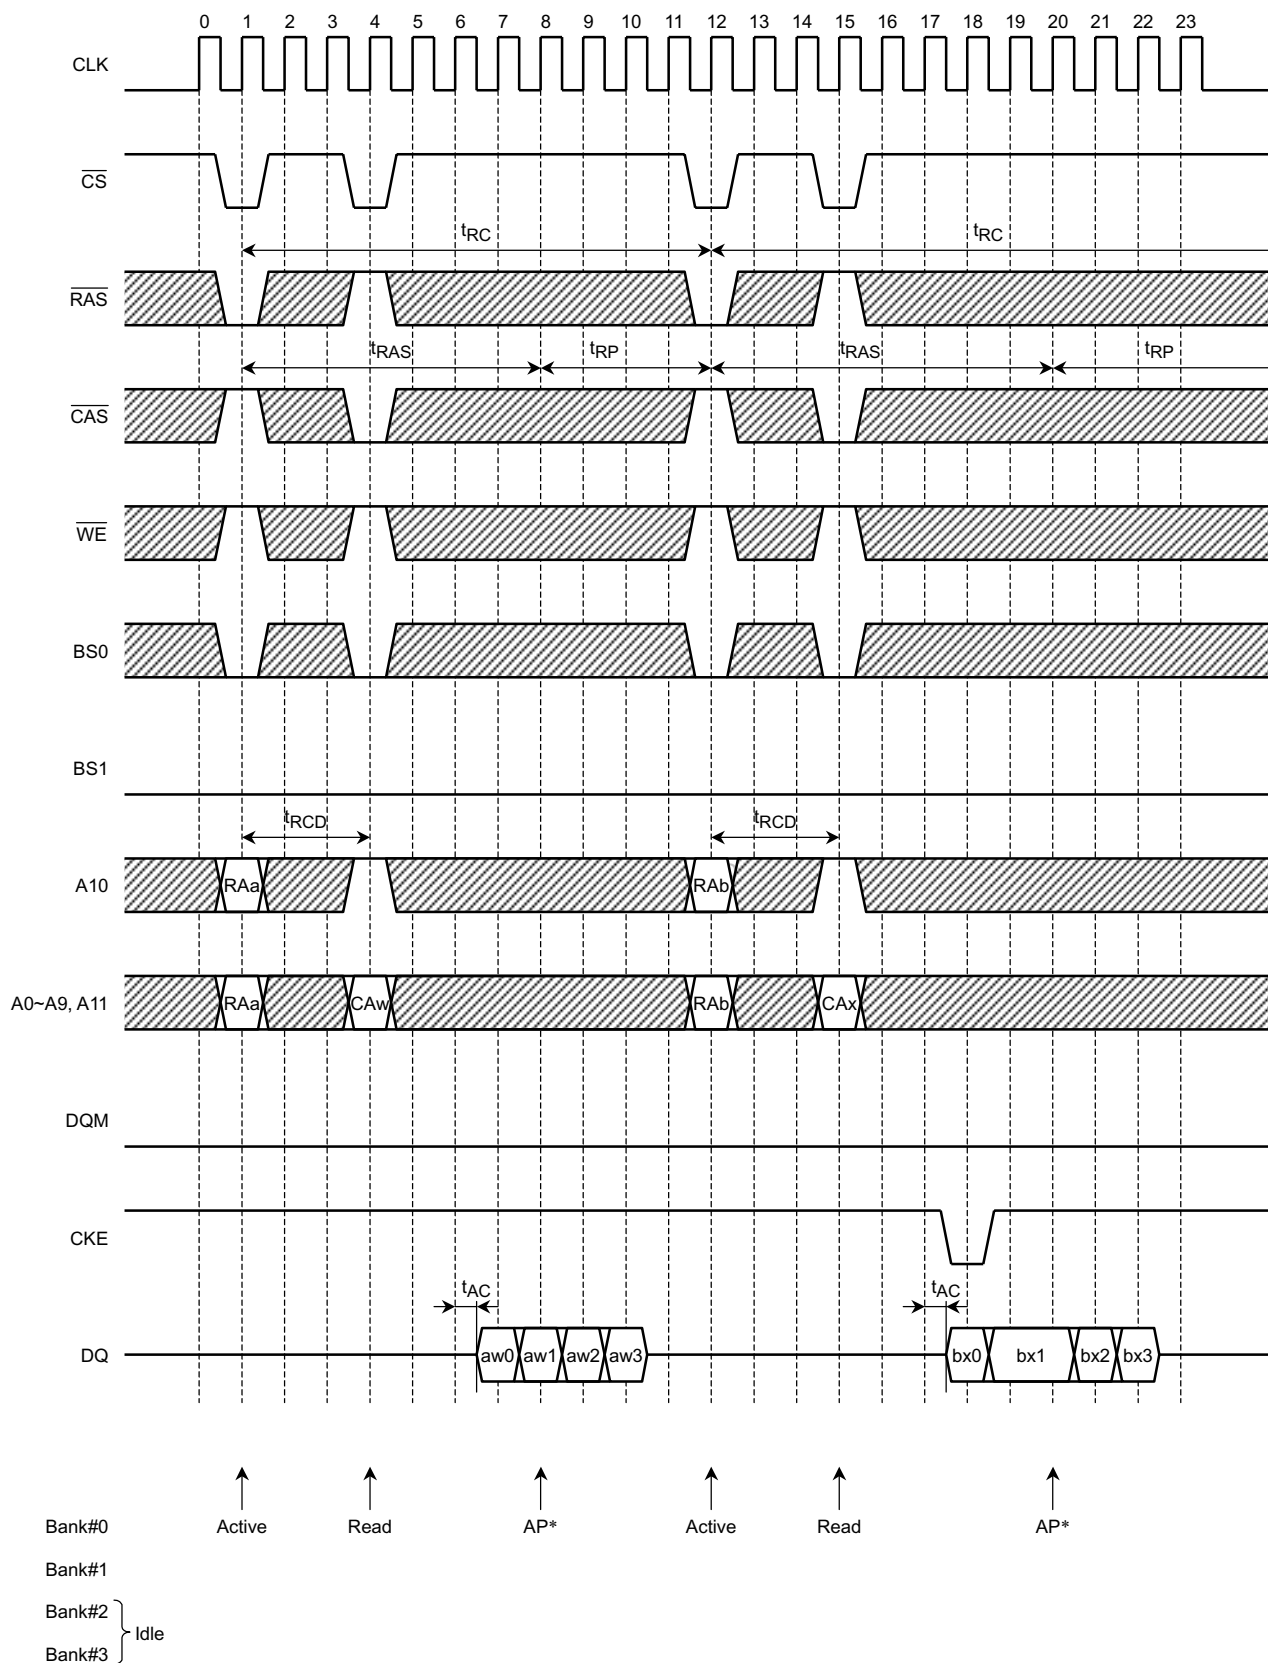 0 1 2 3 4 5 6 7 8 9 10 11 12 13 14 15 16 17 18 19 20 21 22 23
CLK
CS
tRC tRC
RAS
tRAS tRP tRAS tRP
CAS
WE
BS0
BS1
tRCD tRCD
A10 RAa RAb
A0~A9, A11 RAa CAw RAb CAx
DQM
CKE
tAC tAC
DQ aw0 aw1 aw2 aw3 bx0 bx1 bx2 bx3
Bank#0 Active Read AP* Active Read AP*
Bank#1
Bank#2
Idle
Bank#3